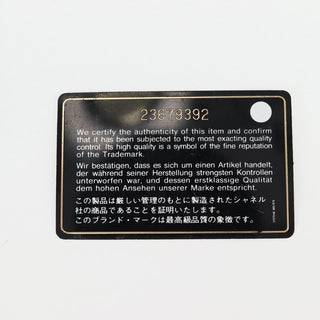 23679392
We certify the authenticity of this item and confirm
that it has been subjected to the most exacting quality
control. Its high quality is a symbol of the fine reputation
of the Trademark.
Wir bestätigen, dass es sich um einen Artikel handelt,
der während seiner Herstellung strengsten Kontrollen
unterworfen war, und dessen erstklassige Qualität
dem hohen Ansehen unserer Marke entspricht.
この製品は厳しい管理のもとに製造されたシャネル
社の商品であることを証明いたします。
このブランド・マークは最高級品質の象徴です。